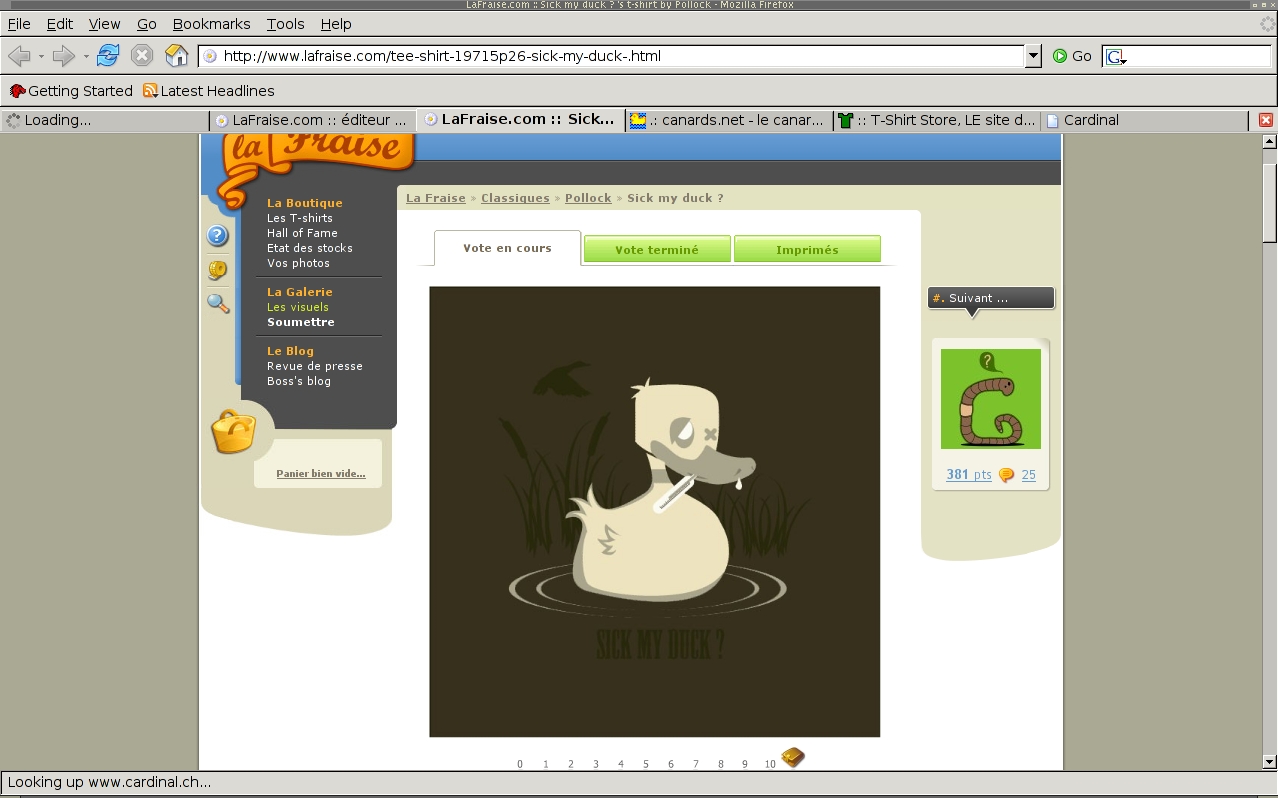 LaFraise.com :: Sick my duck ? 's t-shirt by Pollock - Mozilla Firefox
File Edit View Go Bookmarks Tools Help
http://www.lafraise.com/tee-shirt-19715p26-sick-my-duck-.html
Go
G
Getting Started
Latest Headlines
Loading...
LaFraise.com :: éditeur ...
LaFraise.com :: Sick...
.: canards.net - le canar...
:: T-Shirt Store, LE site d...
Cardinal
la Fraise
La Boutique
Les T-shirts
Hall of Fame
Etat des stocks
Vos photos
La Galerie
Les visuels
Soumettre
Le Blog
Revue de presse
Boss's blog
Panier bien vide...
La Fraise » Classiques » Pollock » Sick my duck ?
Vote en cours
Vote terminé
Imprimés
SICK MY DUCK ?
0 1 2 3 4 5 6 7 8 9 10
#. Suivant ...
?
381 pts 25
Looking up www.cardinal.ch...